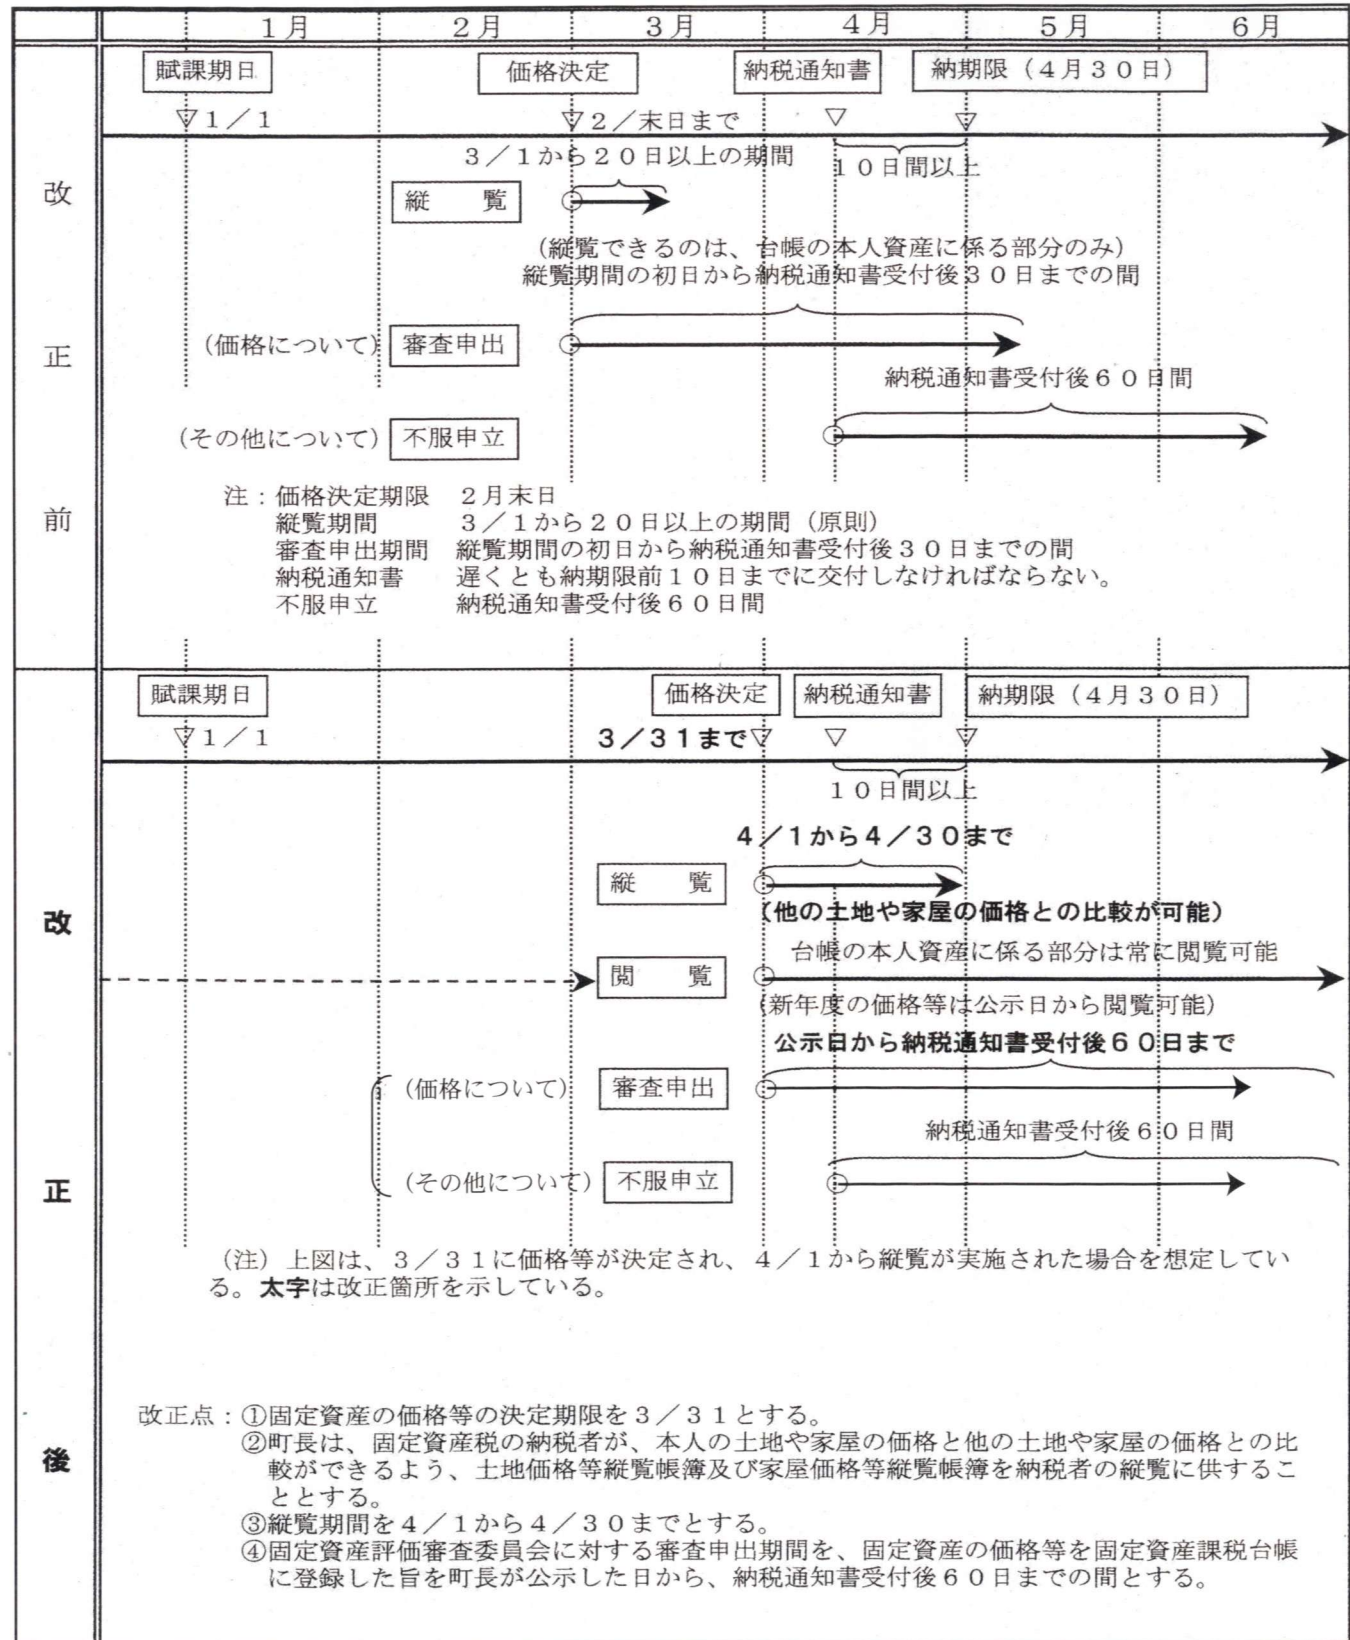 1月 2月 3月 4月 5月 6月
改正前
賦課期日 価格決定 納税通知書 納期限(4月30日)
▽1/1 ▽2/末日まで ▽ ▽
3/1から20日以上の期間 10日間以上
縦 覧
(縦覧できるのは、台帳の本人資産に係る部分のみ)
縦覧期間の初日から納税通知書受付後30日までの間
(価格について) 審査申出
納税通知書受付後60日間
(その他について) 不服申立
注:価格決定期限 2月末日
縦覧期間 3/1から20日以上の期間(原則)
審査申出期間 縦覧期間の初日から納税通知書受付後30日までの間
納税通知書 遅くとも納期限前10日までに交付しなければならない。
不服申立 納税通知書受付後60日間
改正後
賦課期日 価格決定 納税通知書 納期限(4月30日)
▽1/1 3/31まで▽ ▽ ▽
10日間以上
4/1から4/30まで
縦 覧
(他の土地や家屋の価格との比較が可能)
台帳の本人資産に係る部分は常に閲覧可能
閲 覧
(新年度の価格等は公示日から閲覧可能)
公示日から納税通知書受付後60日まで
(価格について) 審査申出
納税通知書受付後60日間
(その他について) 不服申立
(注)上図は、3/31に価格等が決定され、4/1から縦覧が実施された場合を想定してい
る。太字は改正箇所を示している。
改正点:①固定資産の価格等の決定期限を3/31とする。
②町長は、固定資産税の納税者が、本人の土地や家屋の価格と他の土地や家屋の価格との比
較ができるよう、土地価格等縦覧帳簿及び家屋価格等縦覧帳簿を納税者の縦覧に供するこ
ととする。
③縦覧期間を4/1から4/30までとする。
④固定資産評価審査委員会に対する審査申出期間を、固定資産の価格等を固定資産課税台帳
に登録した旨を町長が公示した日から、納税通知書受付後60日までの間とする。